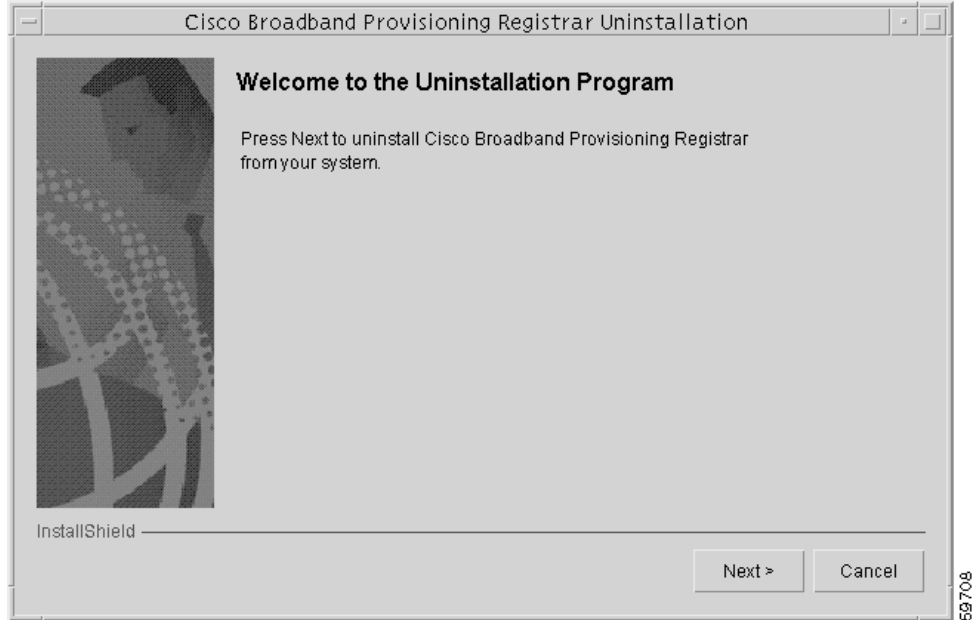 Cisco Broadband Provisioning Registrar Uninstallation
Welcome to the Uninstallation Program
Press Next to uninstall Cisco Broadband Provisioning Registrar
from your system.
InstallShield
Next >
Cancel
59708